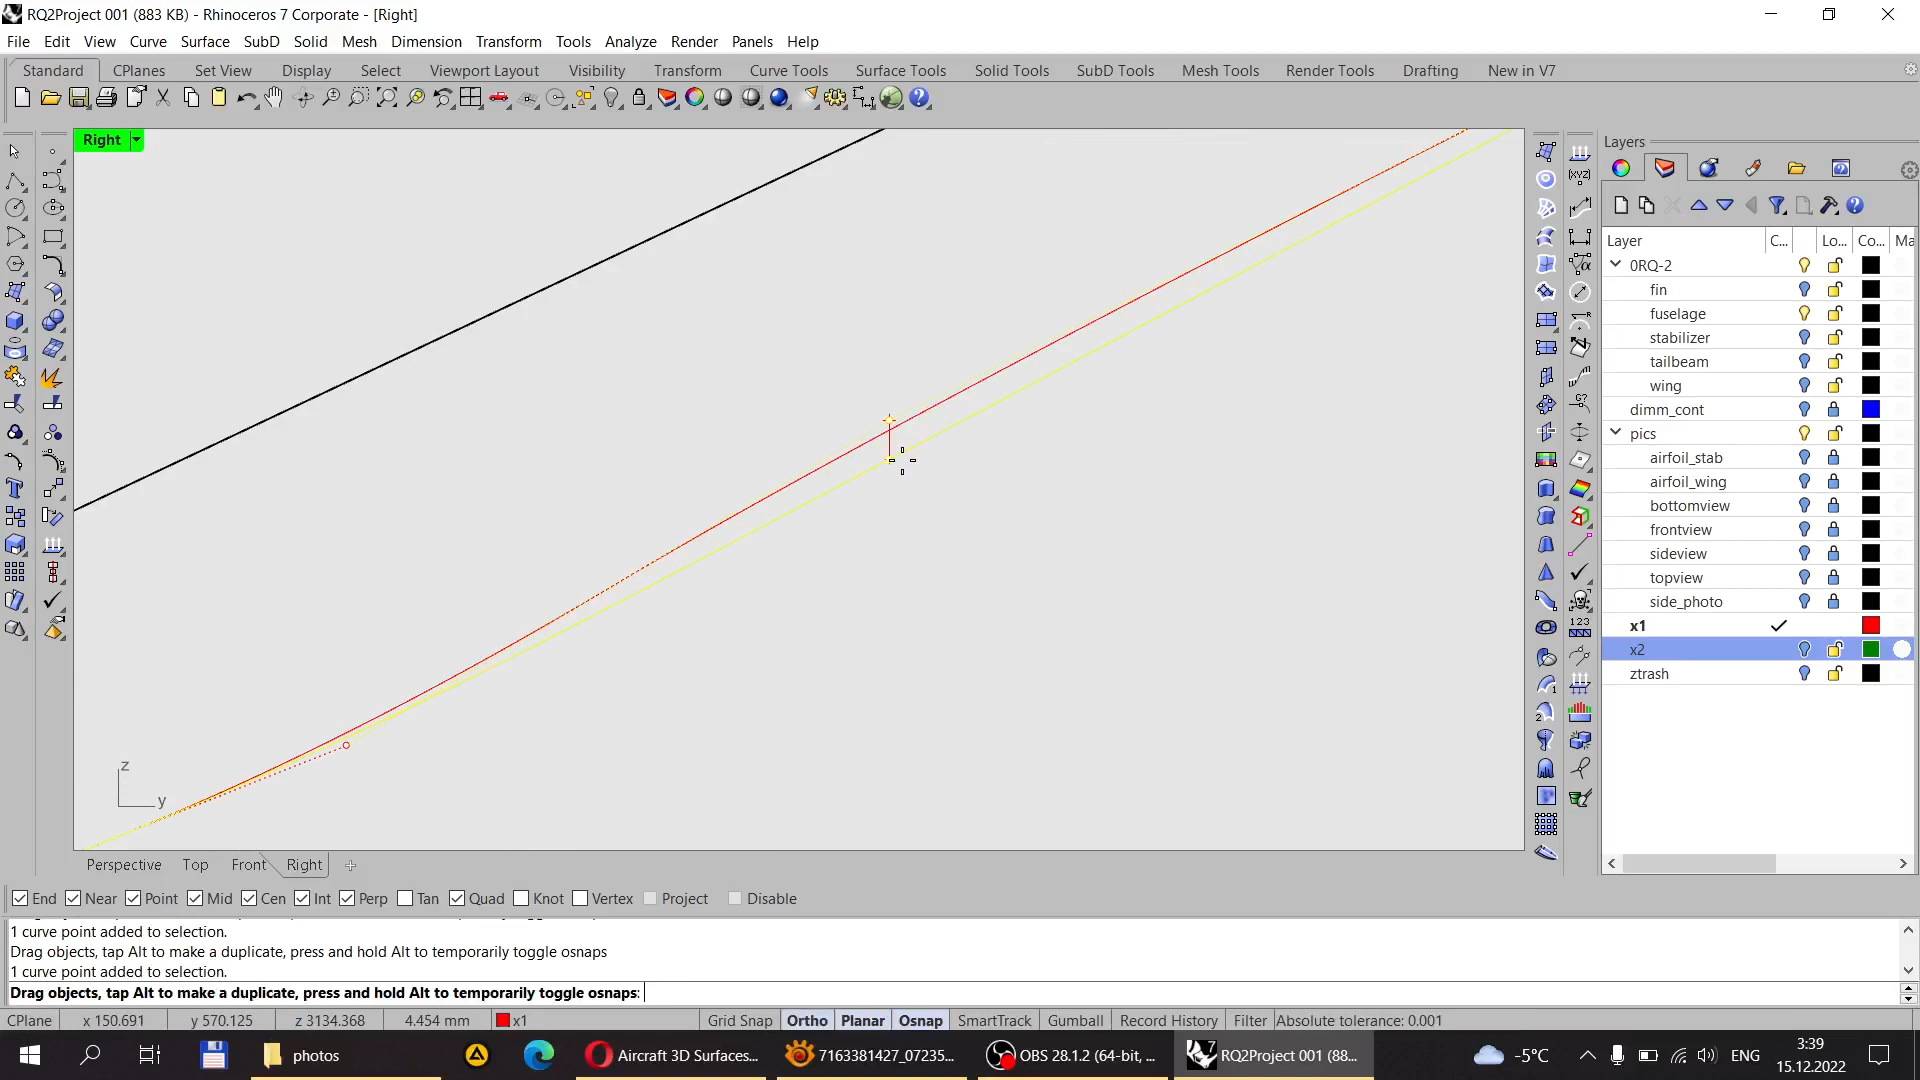 RQ2Project 001 (883 KB) - Rhinoceros 7 Corporate - [Right]
File Edit View Curve Surface SubD Solid Mesh Dimension Transform Tools Analyze Render Panels Help
Standard CPlanes Set View Display Select Viewport Layout Visibility Transform Curve Tools Surface Tools Solid Tools SubD Tools Mesh Tools Render Tools Drafting New in V7
Right
Layers
Layer C... Lo... Co... Ma
0RQ-2
fin
fuselage
stabilizer
tailbeam
wing
dimm_cont
pics
airfoil_stab
airfoil_wing
bottomview
frontview
sideview
topview
side_photo
x1
x2
ztrash
z
y
Perspective Top Front Right
End Near Point Mid Cen Int Perp Tan Quad Knot Vertex Project Disable
1 curve point added to selection.
Drag objects, tap Alt to make a duplicate, press and hold Alt to temporarily toggle osnaps
1 curve point added to selection.
Drag objects, tap Alt to make a duplicate, press and hold Alt to temporarily toggle osnaps:
CPlane x 150.691 y 570.125 z 3134.368 4.454 mm x1 Grid Snap Ortho Planar Osnap SmartTrack Gumball Record History Filter Absolute tolerance: 0.001
photos Aircraft 3D Surfaces... 7163381427_07235... OBS 28.1.2 (64-bit, ... RQ2Project 001 (88... -5°C ENG 3:39
15.12.2022